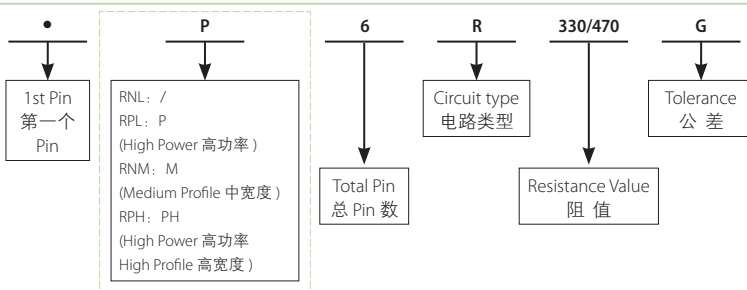 • P 6 R 330/470 G
1st Pin
第一个
Pin
RNL：/
RPL：P
(High Power 高功率 )
RNM：M
(Medium Profile 中宽度 )
RPH：PH
(High Power 高功率
High Profile 高宽度 )
Total Pin
总 Pin 数
Circuit type
电路类型
Resistance Value
阻 值
Tolerance
公 差